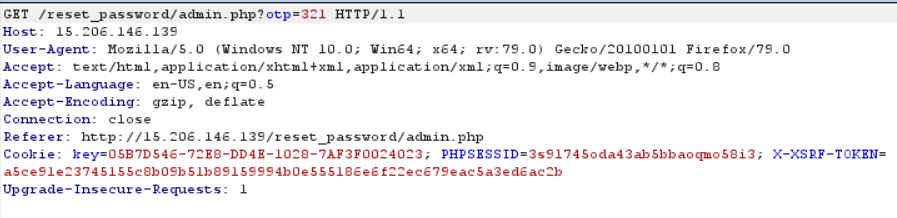 GET /reset_password/admin.php?otp=321 HTTP/1.1
Host: 15.206.146.139
User-Agent: Mozilla/5.0 (Windows NT 10.0; Win64; x64; rv:79.0) Gecko/20100101 Firefox/79.0
Accept: text/html,application/xhtml+xml,application/xml;q=0.9,image/webp,*/*;q=0.8
Accept-Language: en-US,en;q=0.5
Accept-Encoding: gzip, deflate
Connection: close
Referer: http://15.206.146.139/reset_password/admin.php
Cookie: key=05B7D546-72E8-DD4E-1028-7AF3F0024023; PHPSESSID=3s91745oda43ab5bbaoqmo58i3; X-XSRF-TOKEN=
a5ce91e23745155c8b09b51b89159994b0e555186e6f22ec679eac5a3ed6ac2b
Upgrade-Insecure-Requests: 1